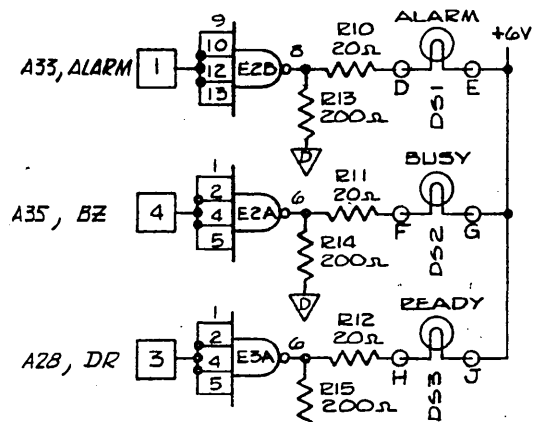 ALARM
9
10
12
13
A33, ALARM
1
E2B
8
R10
20Ω
D
E
+6V
DS1
R13
200Ω
D
BUSY
1
2
4
5
A35, BZ
4
E2A
6
R11
20Ω
F
G
DS2
R14
200Ω
D
READY
1
2
4
5
A28, DR
3
E3A
6
R12
20Ω
H
J
DS3
R15
200Ω